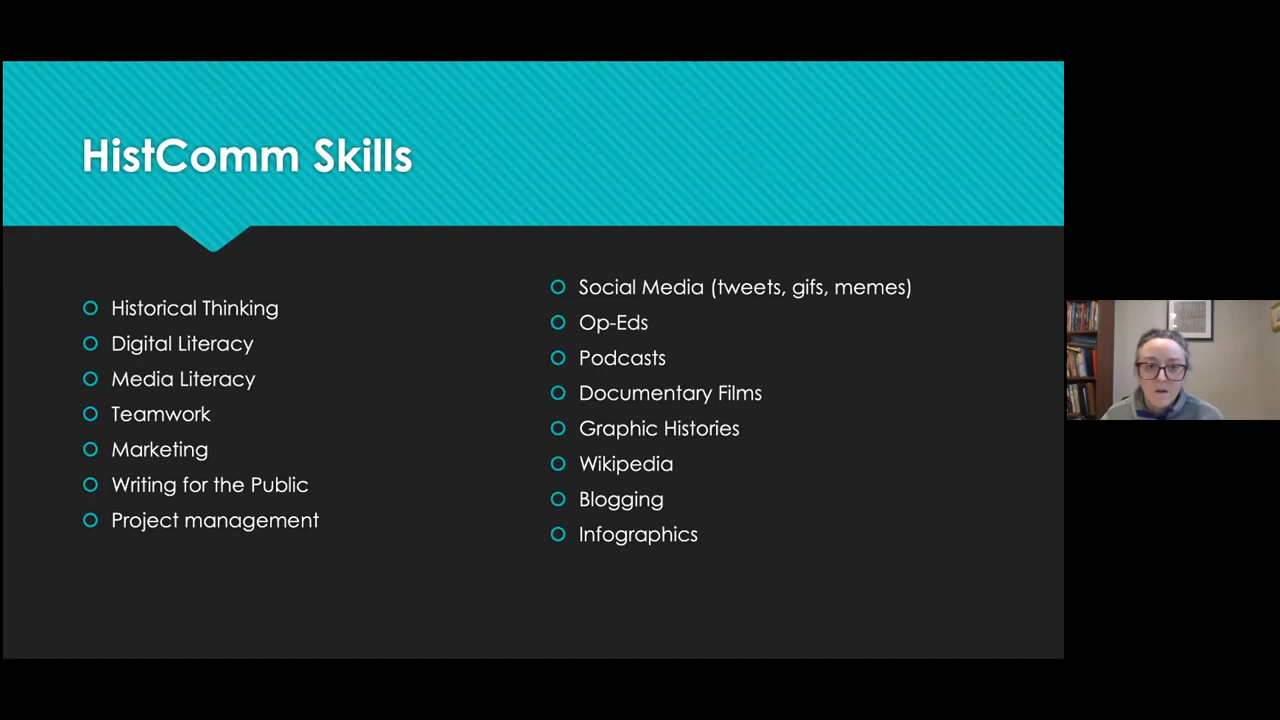 HistComm Skills
Historical Thinking
Digital Literacy
Media Literacy
Teamwork
Marketing
Writing for the Public
Project management
Social Media (tweets, gifs, memes)
Op-Eds
Podcasts
Documentary Films
Graphic Histories
Wikipedia
Blogging
Infographics